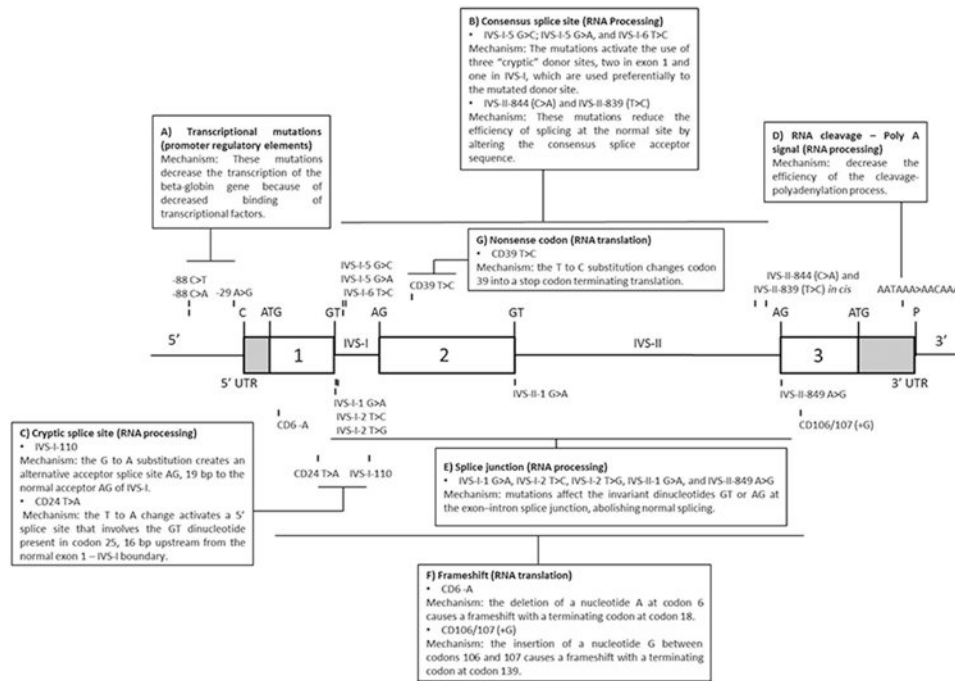 B) Consensus splice site (RNA Processing)
• IVS-I-5 G>C; IVS-I-5 G>A, and IVS-I-6 T>C
Mechanism: The mutations activate the use of
three "cryptic" donor sites, two in exon 1 and
one in IVS-I, which are used preferentially to
the mutated donor site.
• IVS-II-844 (C>A) and IVS-II-839 (T>C)
Mechanism: These mutations reduce the
efficiency of splicing at the normal site by
altering the consensus splice acceptor
sequence.
A) Transcriptional mutations
(promoter regulatory elements)
Mechanism: These mutations
decrease the transcription of the
beta-globin gene because of
decreased binding of
transcriptional factors.
D) RNA cleavage – Poly A
signal (RNA processing)
Mechanism: decrease the
efficiency of the cleavage-
polyadenylation process.
G) Nonsense codon (RNA translation)
• CD39 T>C
Mechanism: the T to C substitution changes codon
39 into a stop codon terminating translation.
-88 C>T
-88 C>A
-29 A>G
IVS-I-5 G>C
IVS-I-5 G>A
IVS-I-6 T>C
CD39 T>C
IVS-II-844 (C>A) and
IVS-II-839 (T>C) in cis
AATAAA>AACAAA
C ATG GT AG GT AG ATG P
5' 1 IVS-I 2 IVS-II 3 3'
5' UTR 3' UTR
IVS-I-1 G>A
IVS-I-2 T>C
IVS-I-2 T>G
IVS-II-1 G>A
IVS-II-849 A>G
CD6 -A
CD106/107 (+G)
CD24 T>A
IVS-I-110
C) Cryptic splice site (RNA processing)
• IVS-I-110
Mechanism: the G to A substitution creates an
alternative acceptor splice site AG, 19 bp to the
normal acceptor AG of IVS-I.
• CD24 T>A
Mechanism: the T to A change activates a 5'
splice site that involves the GT dinucleotide
present in codon 25, 16 bp upstream from the
normal exon 1 – IVS-I boundary.
E) Splice junction (RNA processing)
• IVS-I-1 G>A, IVS-I-2 T>C, IVS-I-2 T>G, IVS-II-1 G>A, and IVS-II-849 A>G
Mechanism: mutations affect the invariant dinucleotides GT or AG at
the exon–intron splice junction, abolishing normal splicing.
F) Frameshift (RNA translation)
• CD6 -A
Mechanism: the deletion of a nucleotide A at codon 6
causes a frameshift with a terminating codon at codon 18.
• CD106/107 (+G)
Mechanism: the insertion of a nucleotide G between
codons 106 and 107 causes a frameshift with a terminating
codon at codon 139.